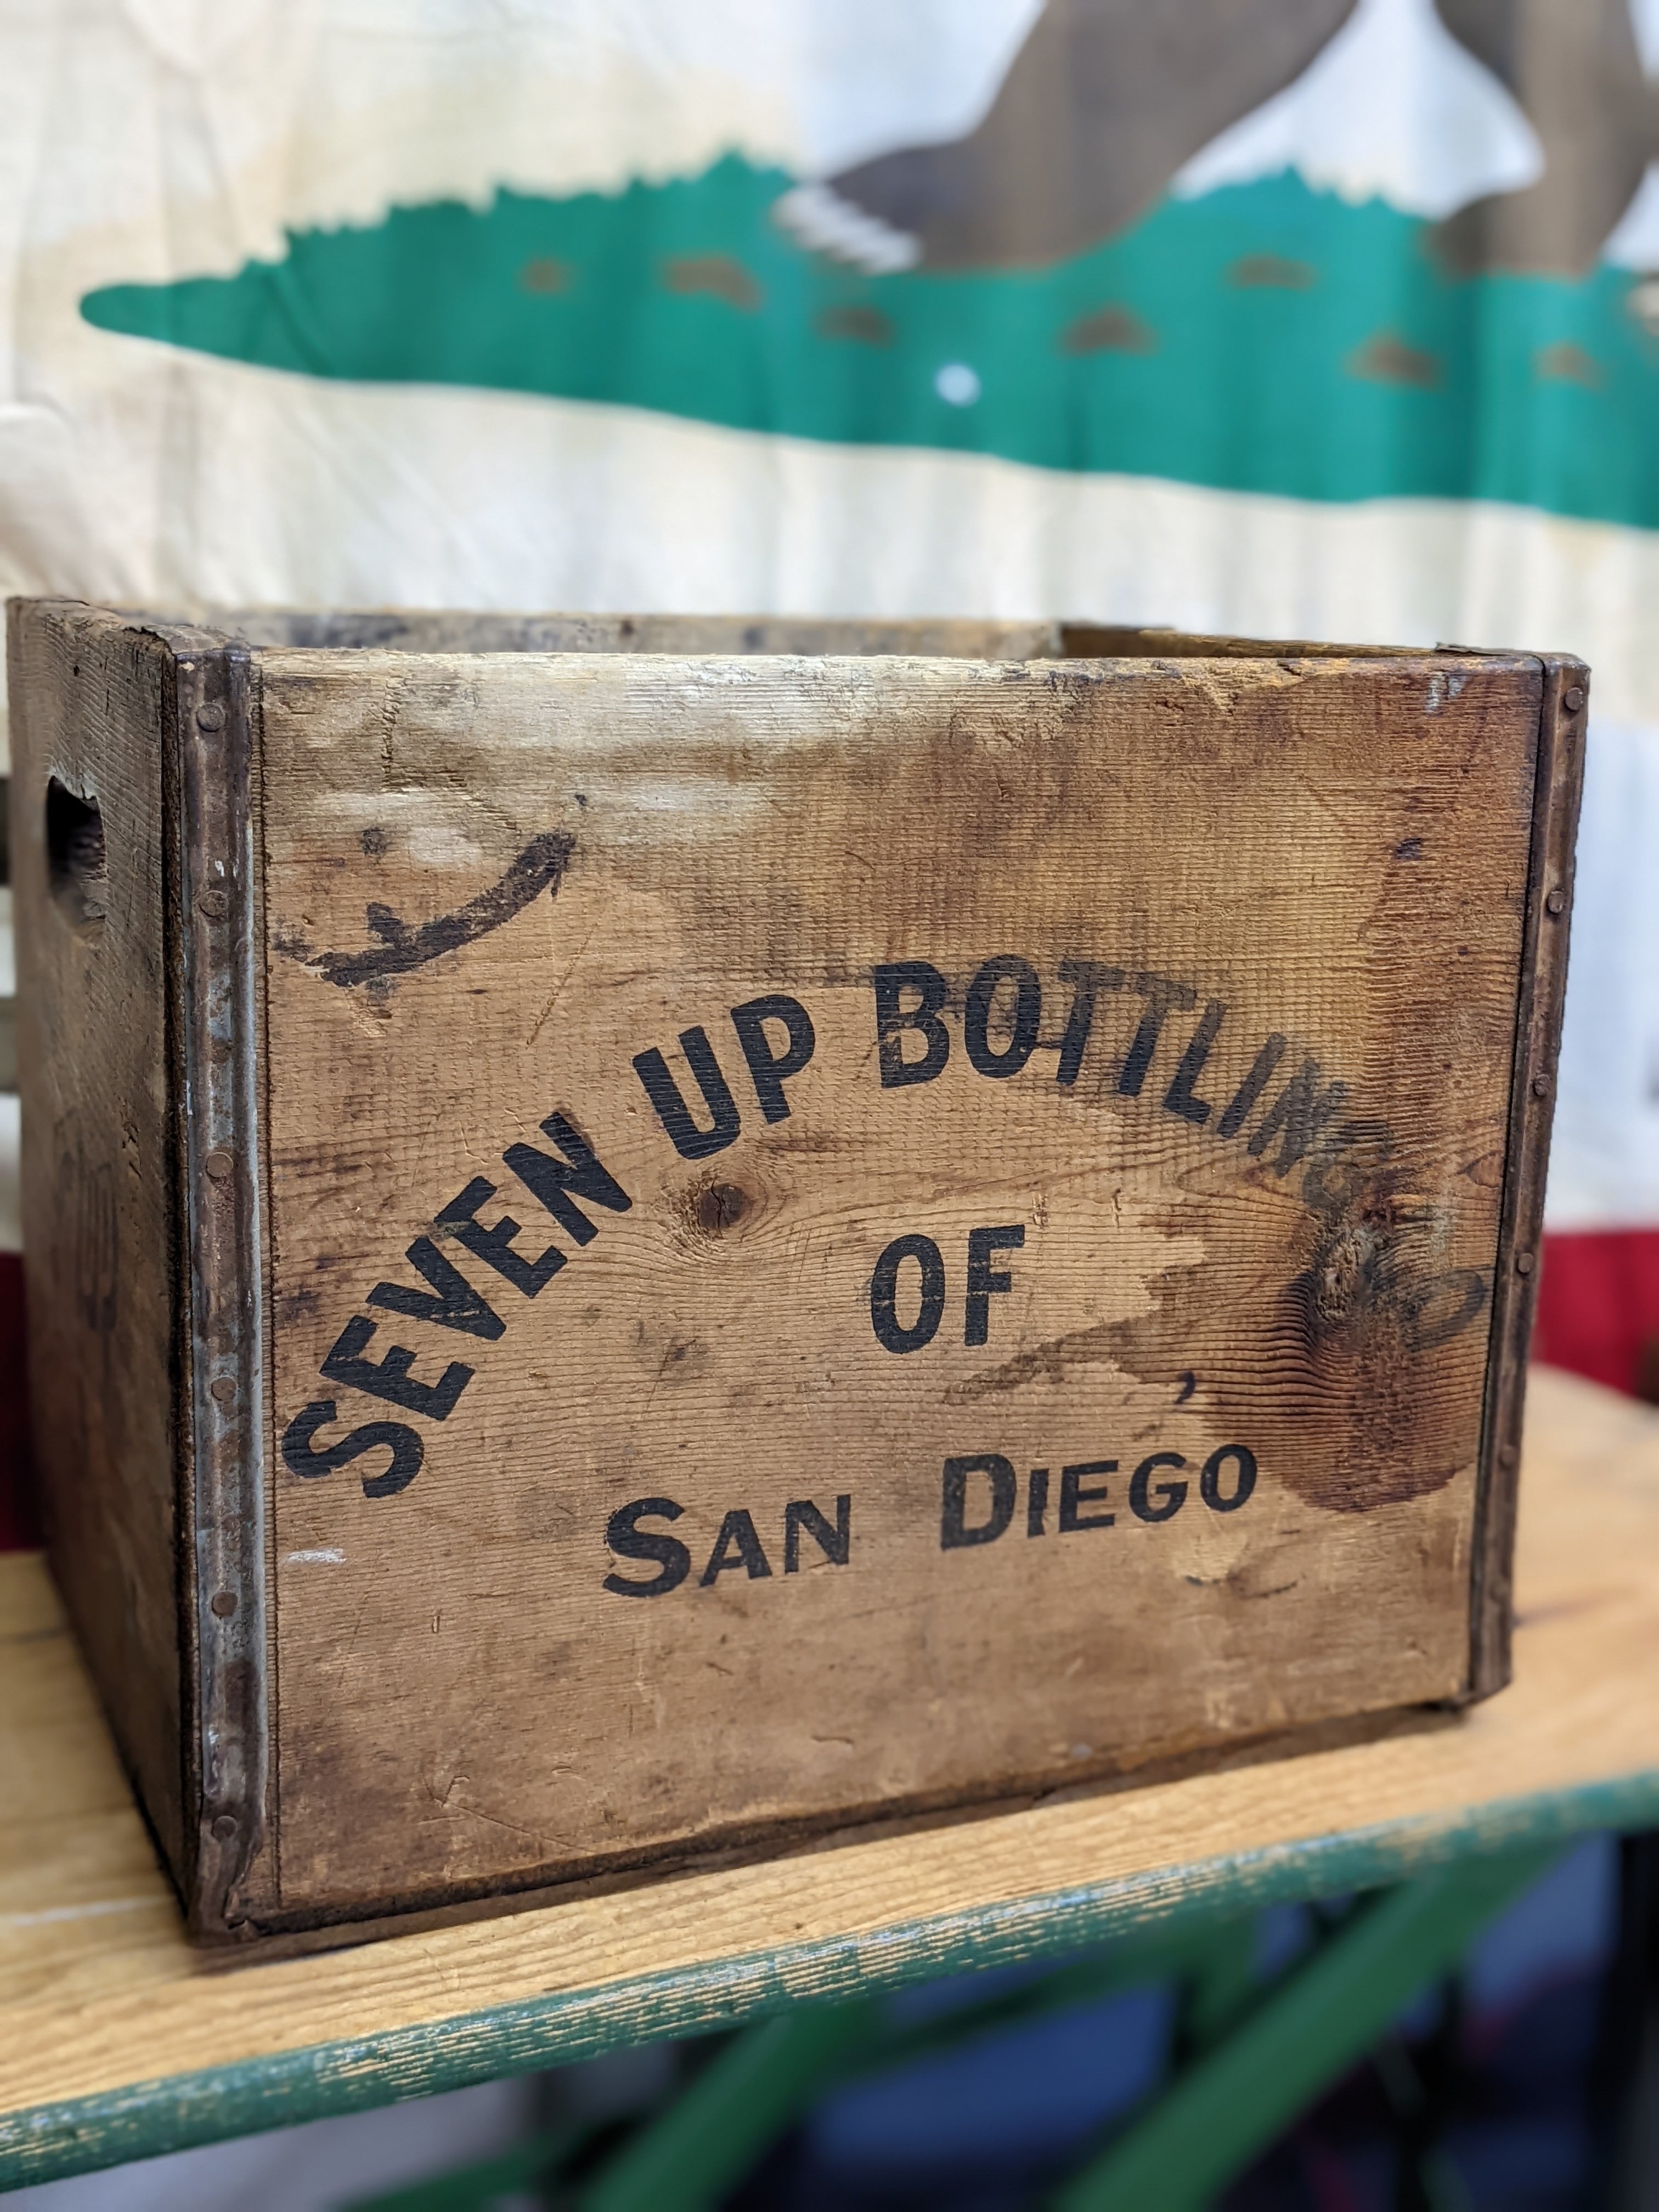 SEVEN UP BOTTLING CO
OF
SAN DIEGO